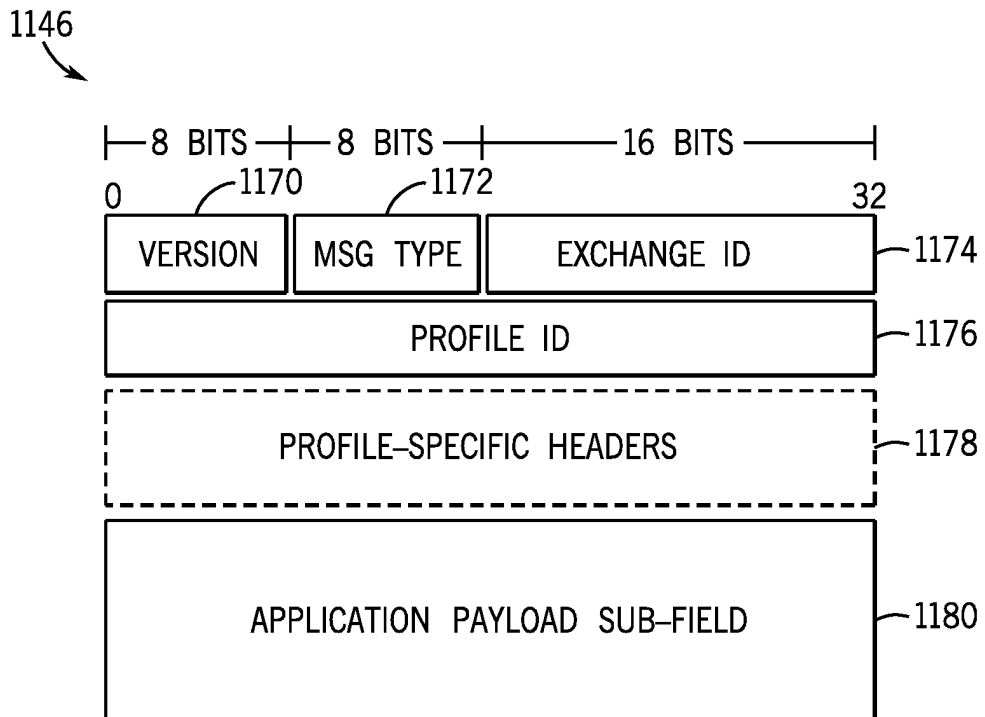 1146
8 BITS 8 BITS 16 BITS
1170 1172
0 32
VERSION MSG TYPE EXCHANGE ID 1174
PROFILE ID 1176
PROFILE–SPECIFIC HEADERS 1178
APPLICATION PAYLOAD SUB–FIELD 1180